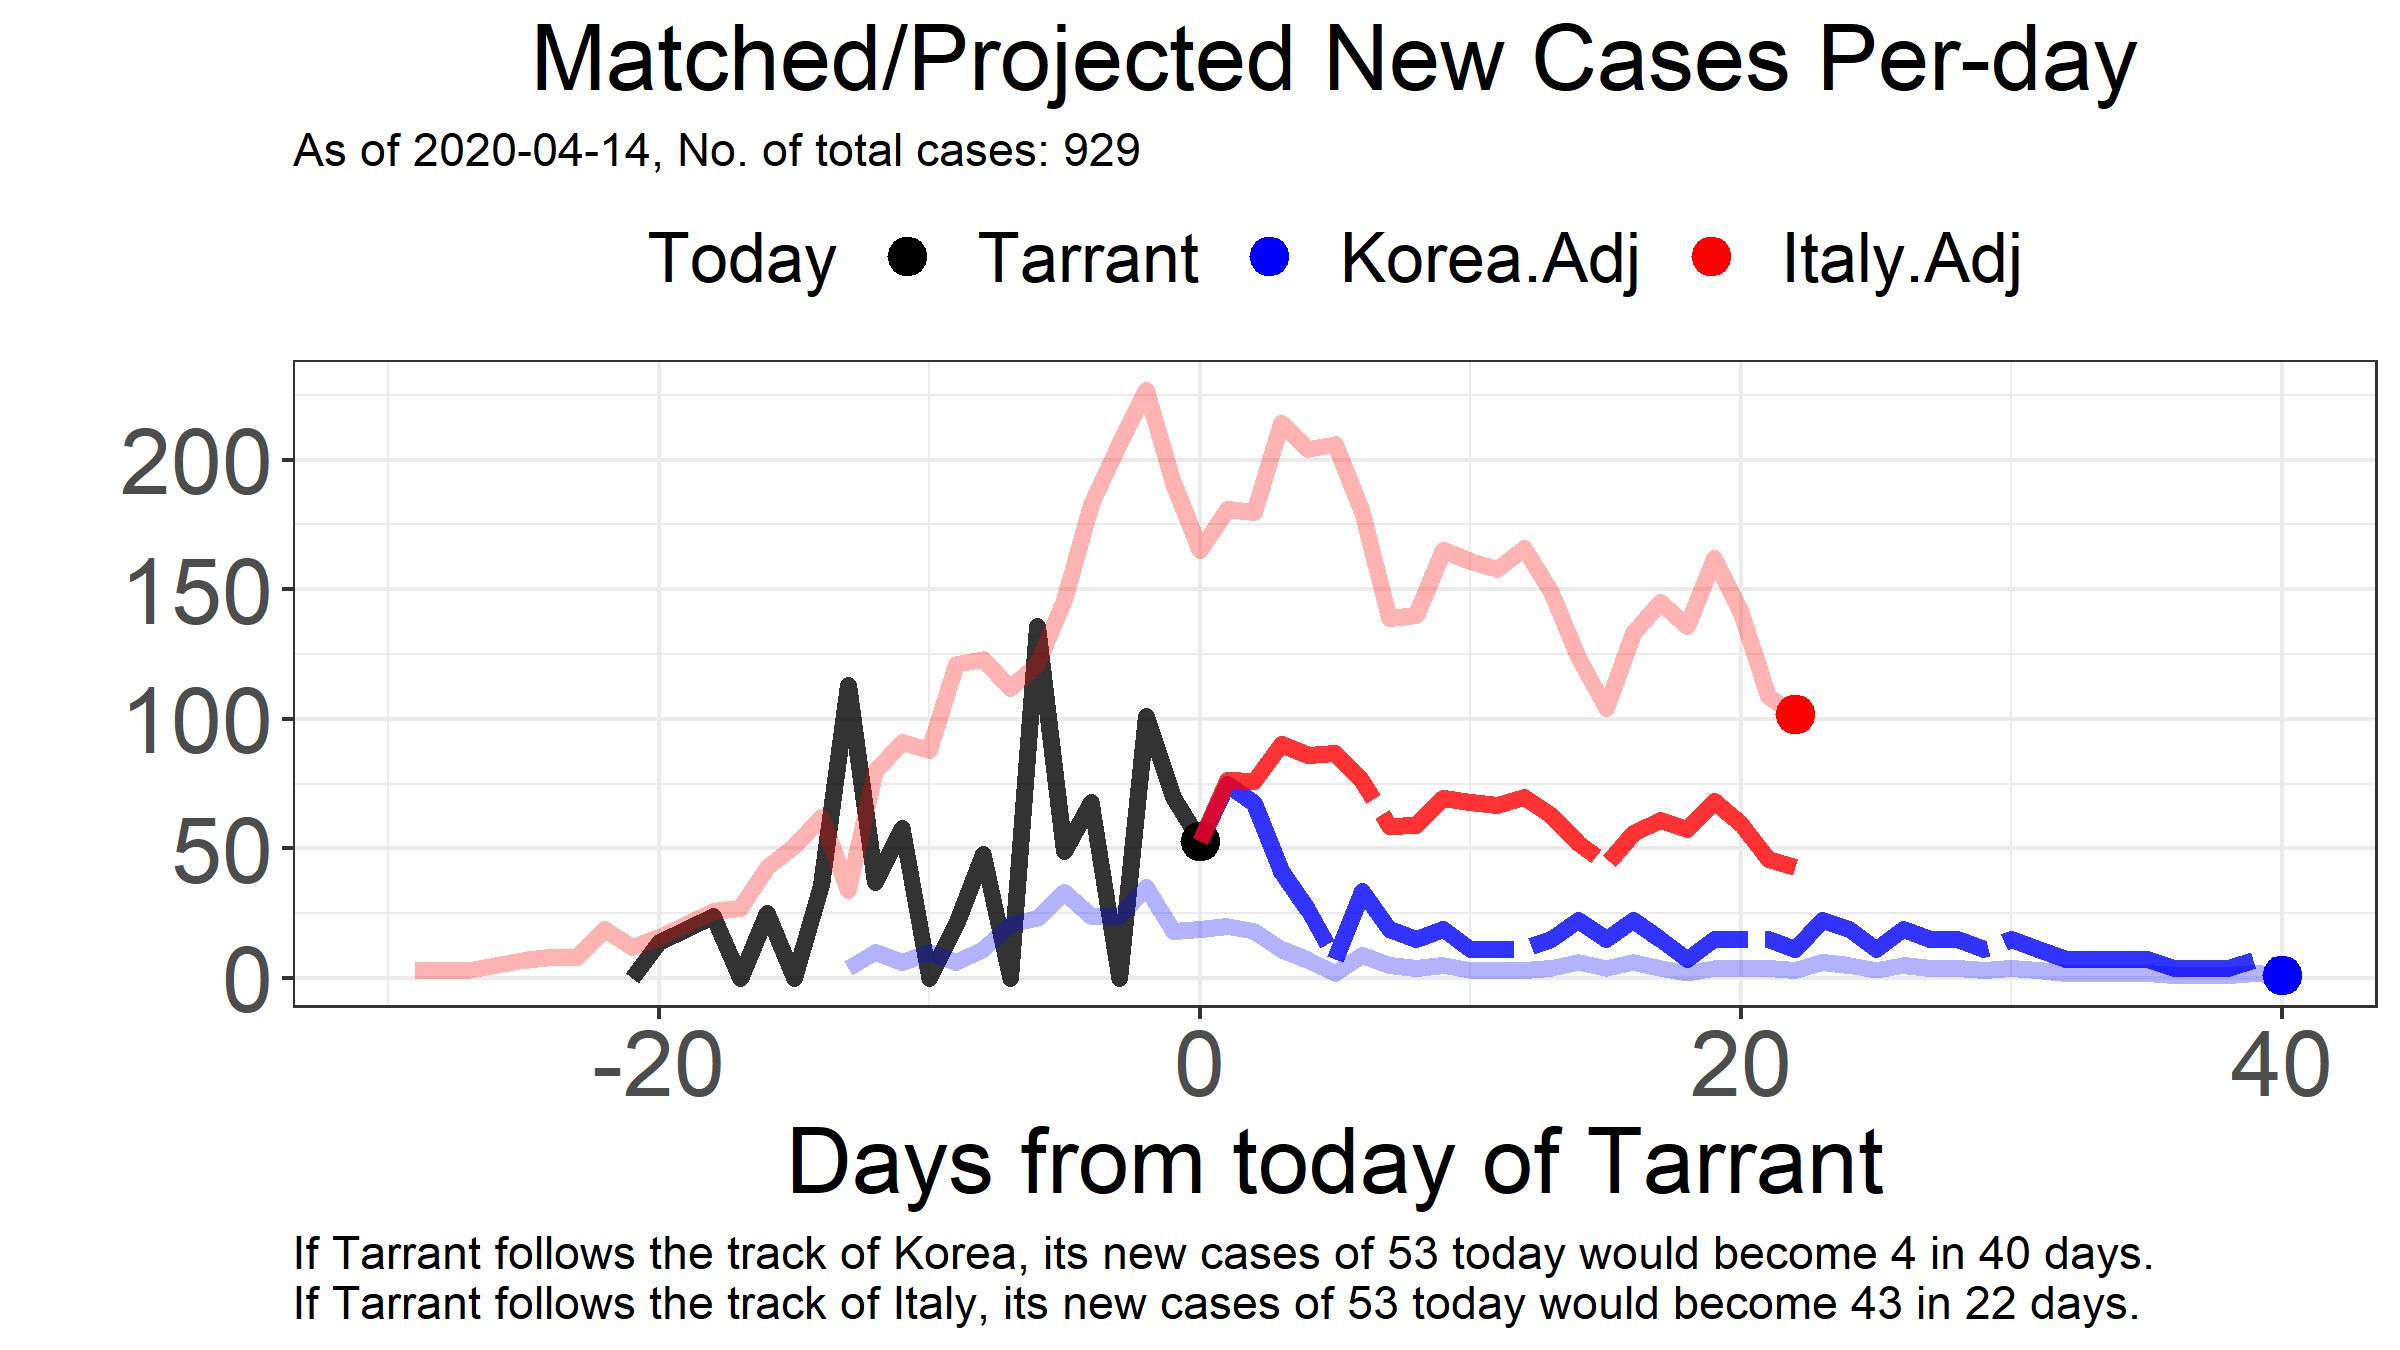 Matched/Projected New Cases Per-day
As of 2020-04-14, No. of total cases: 929
Today Tarrant Korea.Adj Italy.Adj
200
150
100
50
0
-20 0 20 40
Days from today of Tarrant
If Tarrant follows the track of Korea, its new cases of 53 today would become 4 in 40 days.
If Tarrant follows the track of Italy, its new cases of 53 today would become 43 in 22 days.